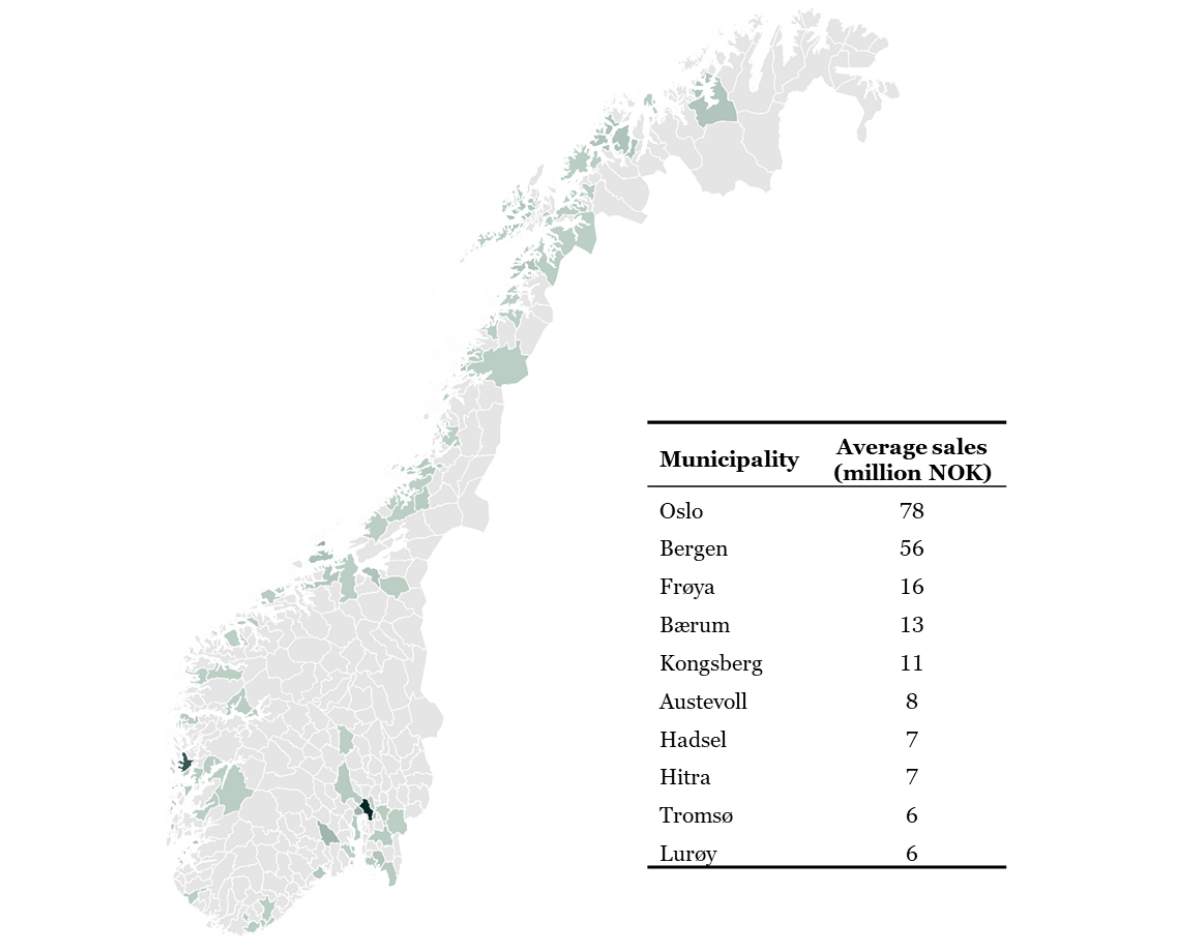 Municipality
Average sales
(million NOK)
Oslo 78
Bergen 56
Frøya 16
Bærum 13
Kongsberg 11
Austevoll 8
Hadsel 7
Hitra 7
Tromsø 6
Lurøy 6